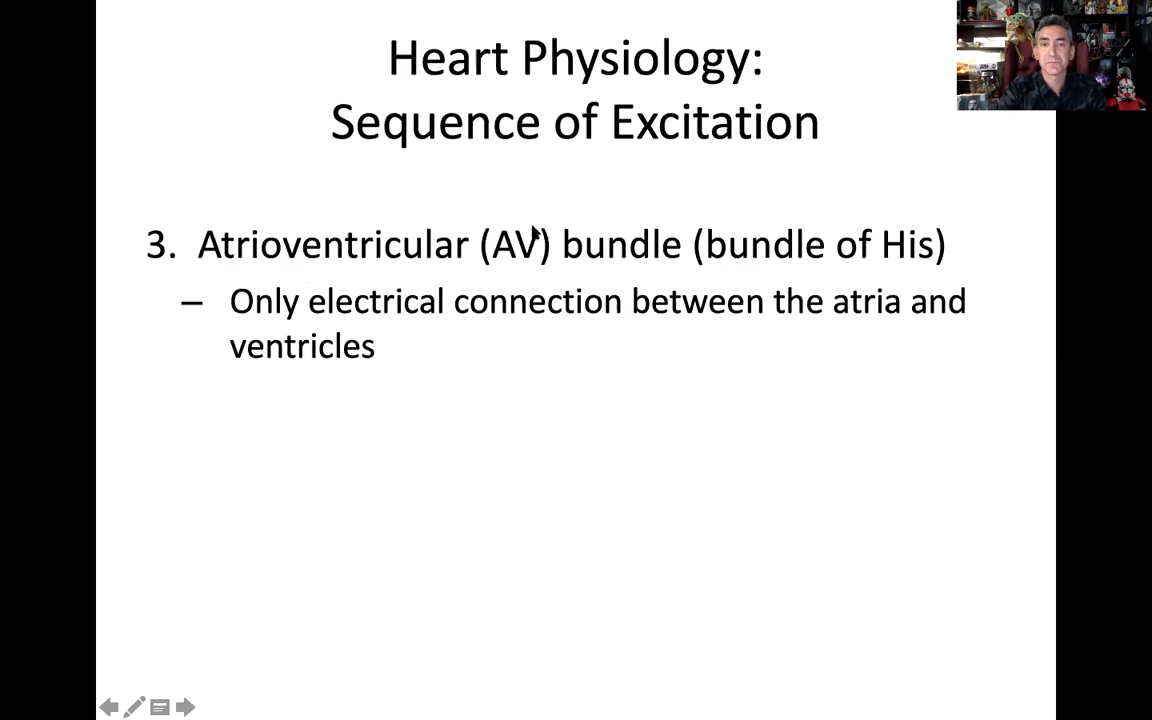 Heart Physiology:
Sequence of Excitation
3. Atrioventricular (AV) bundle (bundle of His)
– Only electrical connection between the atria and
ventricles